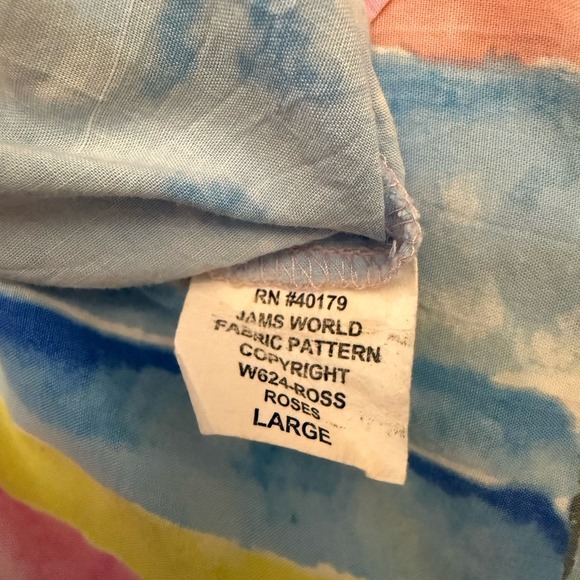 RN #40179
JAMS WORLD
FABRIC PATTERN
COPYRIGHT
W624-ROSS
ROSES
LARGE